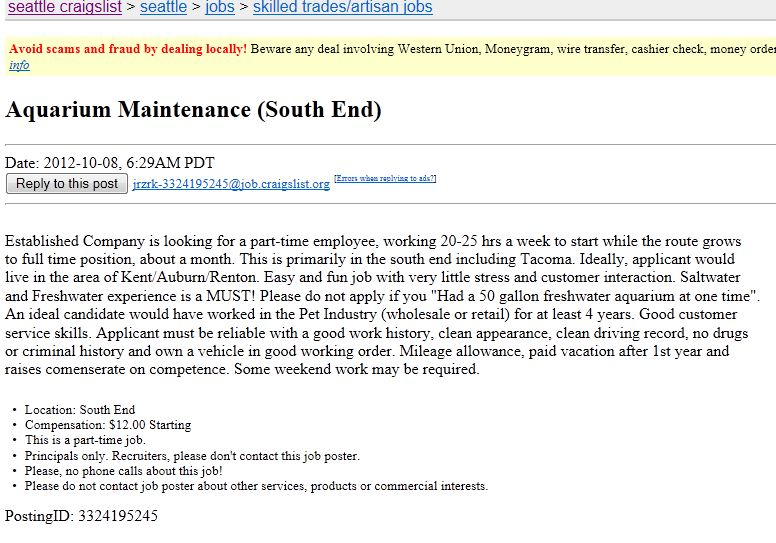 seattle craigslist > seattle > jobs > skilled trades/artisan jobs
Avoid scams and fraud by dealing locally! Beware any deal involving Western Union, Moneygram, wire transfer, cashier check, money order
info
Aquarium Maintenance (South End)
Date: 2012-10-08, 6:29AM PDT
Reply to this post jrzrk-3324195245@job.craigslist.org [Errors when replying to ads?]
Established Company is looking for a part-time employee, working 20-25 hrs a week to start while the route grows
to full time position, about a month. This is primarily in the south end including Tacoma. Ideally, applicant would
live in the area of Kent/Auburn/Renton. Easy and fun job with very little stress and customer interaction. Saltwater
and Freshwater experience is a MUST! Please do not apply if you "Had a 50 gallon freshwater aquarium at one time".
An ideal candidate would have worked in the Pet Industry (wholesale or retail) for at least 4 years. Good customer
service skills. Applicant must be reliable with a good work history, clean appearance, clean driving record, no drugs
or criminal history and own a vehicle in good working order. Mileage allowance, paid vacation after 1st year and
raises comenserate on competence. Some weekend work may be required.
• Location: South End
• Compensation: $12.00 Starting
• This is a part-time job.
• Principals only. Recruiters, please don't contact this job poster.
• Please, no phone calls about this job!
• Please do not contact job poster about other services, products or commercial interests.
PostingID: 3324195245